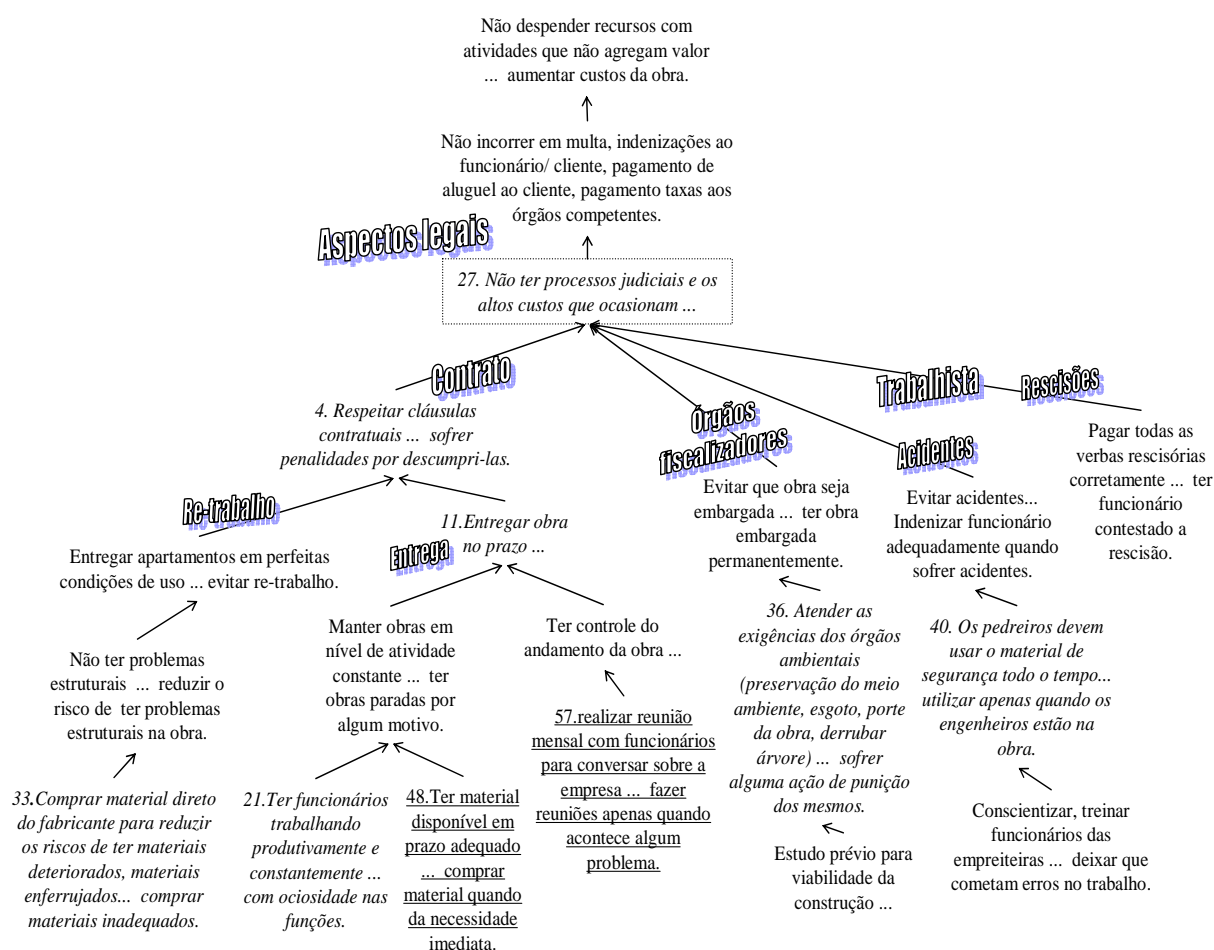 Não despender recursos com
atividades que não agregam valor
... aumentar custos da obra.
Não incorrer em multa, indenizações ao
funcionário/ cliente, pagamento de
aluguel ao cliente, pagamento taxas aos
órgãos competentes.
Aspectos legais
27. Não ter processos judiciais e os
altos custos que ocasionam ...
Contrato
4. Respeitar cláusulas
contratuais ... sofrer
penalidades por descumpri-las.
Re-trabalho
Entregar apartamentos em perfeitas
condições de uso ... evitar re-trabalho.
Não ter problemas
estruturais ... reduzir o
risco de ter problemas
estruturais na obra.
33.Comprar material direto
do fabricante para reduzir
os riscos de ter materiais
deteriorados, materiais
enferrujados... comprar
materiais inadequados.
11.Entregar obra
no prazo ...
Entrega
Manter obras em
nível de atividade
constante ... ter
obras paradas por
algum motivo.
21.Ter funcionários
trabalhando
produtivamente e
constantemente ...
com ociosidade nas
funções.
48.Ter material
disponível em
prazo adequado
... comprar
material quando
da necessidade
imediata.
Ter controle do
andamento da obra ...
57.realizar reunião
mensal com funcionários
para conversar sobre a
empresa ... fazer
reuniões apenas quando
acontece algum
problema.
Órgãos
fiscalizadores
Evitar que obra seja
embargada ... ter obra
embargada
permanentemente.
36. Atender as
exigências dos órgãos
ambientais
(preservação do meio
ambiente, esgoto, porte
da obra, derrubar
árvore) ... sofrer
alguma ação de punição
dos mesmos.
Estudo prévio para
viabilidade da
construção ...
Trabalhista
Acidentes
Evitar acidentes...
Indenizar funcionário
adequadamente quando
sofrer acidentes.
40. Os pedreiros devem
usar o material de
segurança todo o tempo...
utilizar apenas quando os
engenheiros estão na
obra.
Conscientizar, treinar
funcionários das
empreiteiras ... deixar que
cometam erros no trabalho.
Rescisões
Pagar todas as
verbas rescisórias
corretamente ... ter
funcionário
contestado a
rescisão.